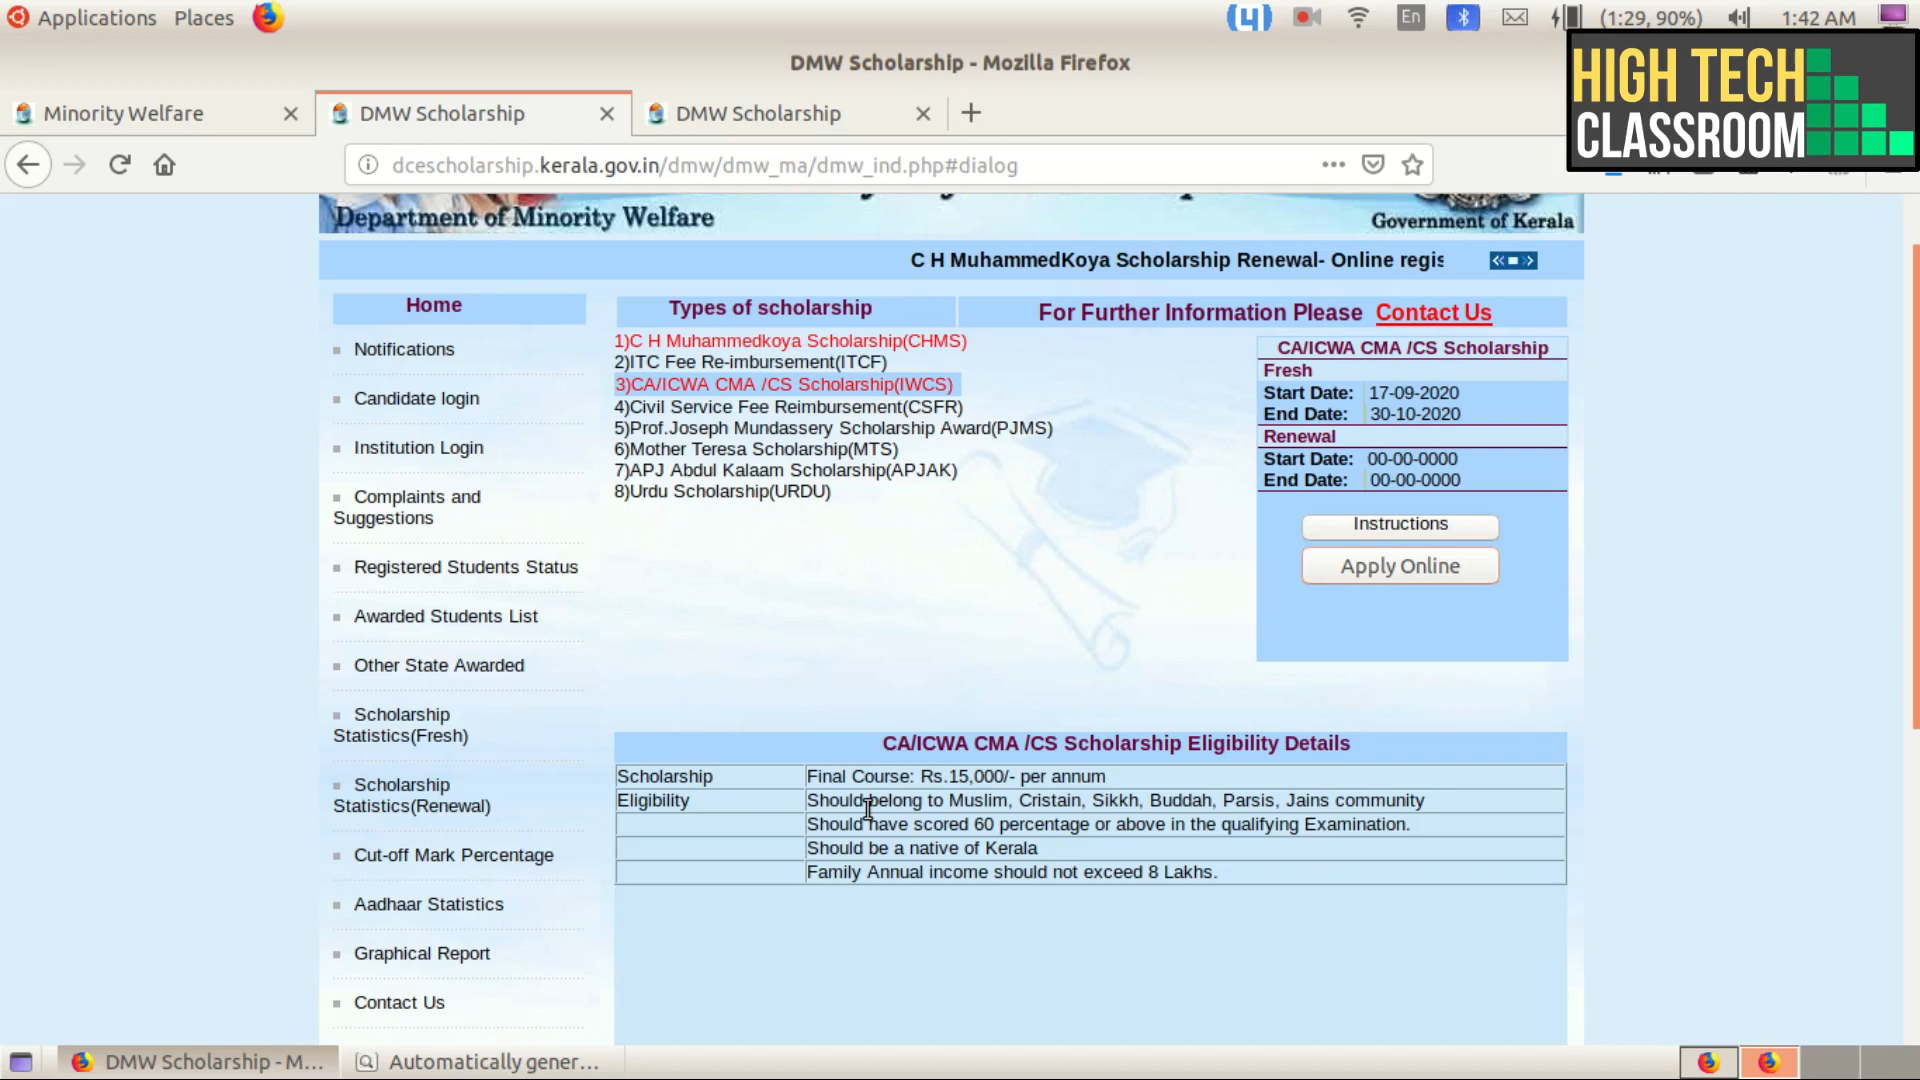 Applications Places
En
(1:29, 90%)
1:42 AM
DMW Scholarship - Mozilla Firefox
HIGH TECH
CLASSROOM
Minority Welfare
DMW Scholarship
DMW Scholarship
dcescholarship.kerala.gov.in/dmw/dmw_ma/dmw_ind.php#dialog
Department of Minority Welfare
Government of Kerala
C H MuhammedKoya Scholarship Renewal- Online regis
Home
Notifications
Candidate login
Institution Login
Complaints and
Suggestions
Registered Students Status
Awarded Students List
Other State Awarded
Scholarship
Statistics(Fresh)
Scholarship
Statistics(Renewal)
Cut-off Mark Percentage
Aadhaar Statistics
Graphical Report
Contact Us
Types of scholarship
1)C H Muhammedkoya Scholarship(CHMS)
2)ITC Fee Re-imbursement(ITCF)
3)CA/ICWA CMA /CS Scholarship(IWCS)
4)Civil Service Fee Reimbursement(CSFR)
5)Prof.Joseph Mundassery Scholarship Award(PJMS)
6)Mother Teresa Scholarship(MTS)
7)APJ Abdul Kalaam Scholarship(APJAK)
8)Urdu Scholarship(URDU)
For Further Information Please Contact Us
CA/ICWA CMA /CS Scholarship
Fresh
Start Date: 17-09-2020
End Date: 30-10-2020
Renewal
Start Date: 00-00-0000
End Date: 00-00-0000
Instructions
Apply Online
CA/ICWA CMA /CS Scholarship Eligibility Details
Scholarship Final Course: Rs.15,000/- per annum
Eligibility Should belong to Muslim, Cristain, Sikkh, Buddah, Parsis, Jains community
Should have scored 60 percentage or above in the qualifying Examination.
Should be a native of Kerala
Family Annual income should not exceed 8 Lakhs.
DMW Scholarship - M...
Automatically gener...